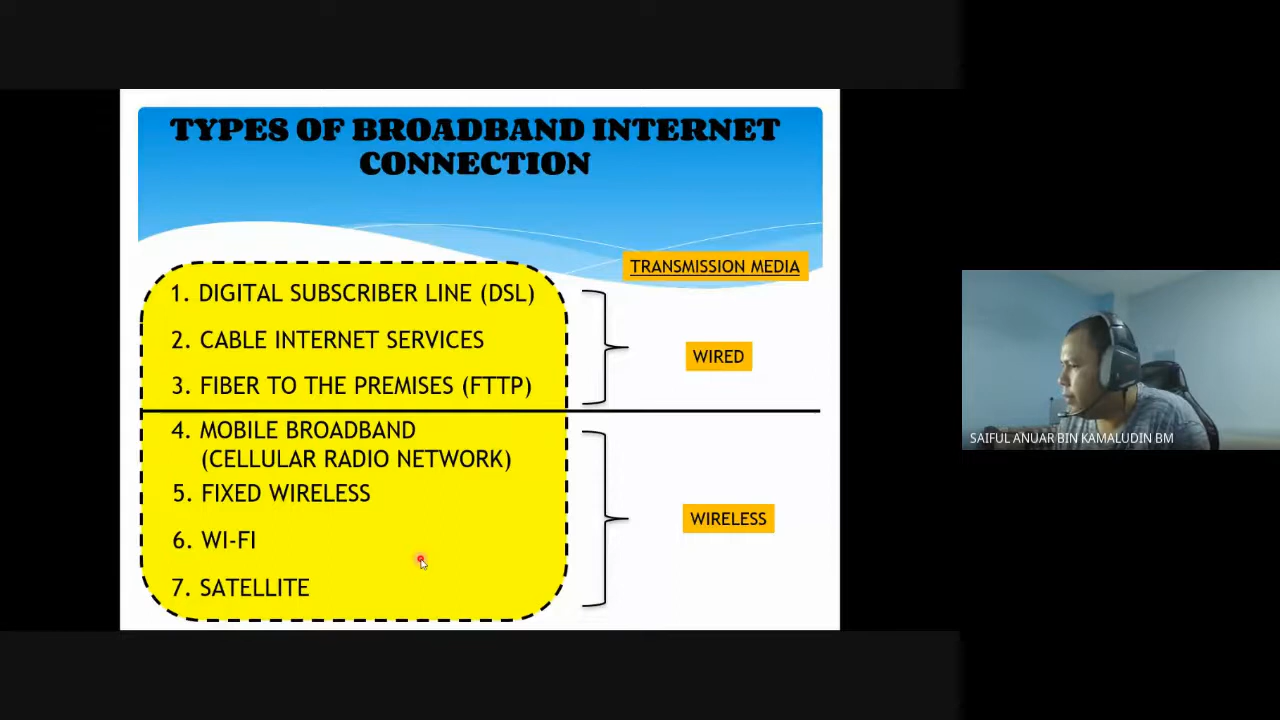 TYPES OF BROADBAND INTERNET
CONNECTION
TRANSMISSION MEDIA
1. DIGITAL SUBSCRIBER LINE (DSL)
2. CABLE INTERNET SERVICES
3. FIBER TO THE PREMISES (FTTP)
WIRED
4. MOBILE BROADBAND
(CELLULAR RADIO NETWORK)
5. FIXED WIRELESS
6. WI-FI
7. SATELLITE
WIRELESS
SAIFUL ANUAR BIN KAMALUDIN BM